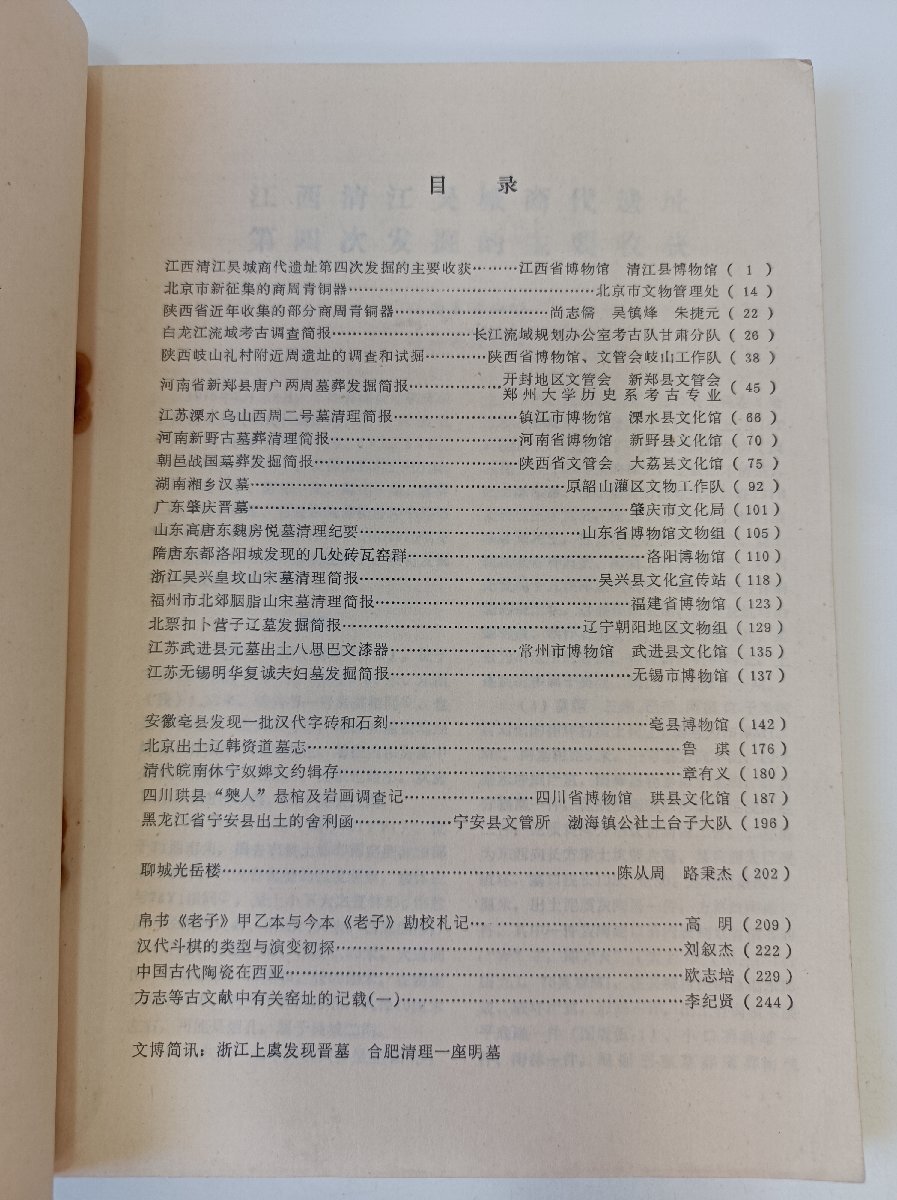 目 录
江西清江吴城商代遗址第四次发掘的主要收获………江西省博物馆 清江县博物馆(1)
北京市新征集的商周青铜器………北京市文物管理处(14)
陕西省近年收集的部分商周青铜器………尚志儒 吴镇烽 朱捷元(22)
白龙江流域考古调查简报………长江流域规划办公室考古队甘肃分队(26)
陕西岐山礼村附近周遗址的调查和试掘………陕西省博物馆、文管会岐山工作队(38)
河南省新郑县唐户两周墓葬发掘简报………开封地区文管会 新郑县文管会 郑州大学历史系考古专业(45)
江苏溧水乌山西周二号墓清理简报………镇江市博物馆 溧水县文化馆(66)
河南新野古墓葬清理简报………河南省博物馆 新野县文化馆(70)
朝邑战国墓葬发掘简报………陕西省文管会 大荔县文化馆(75)
湖南湘乡汉墓………原韶山灌区文物工作队(92)
广东肇庆晋墓………肇庆市文化局(101)
山东高唐东魏房悦墓清理纪要………山东省博物馆文物组(105)
隋唐东都洛阳城发现的几处砖瓦窑群………洛阳博物馆(110)
浙江吴兴皇坟山宋墓清理简报………吴兴县文化宣传站(118)
福州市北郊胭脂山宋墓清理简报………福建省博物馆(123)
北票扣卜营子辽墓发掘简报………辽宁朝阳地区文物组(129)
江苏武进县元墓出土八思巴文漆器………常州市博物馆 武进县文化馆(135)
江苏无锡明华复诚夫妇墓发掘简报………无锡市博物馆(137)
安徽亳县发现一批汉代字砖和石刻………亳县博物馆(142)
北京出土辽韩资道墓志………鲁 琪(176)
清代皖南休宁奴婢文约辑存………章有义(180)
四川珙县“僰人”悬棺及岩画调查记………四川省博物馆 珙县文化馆(187)
黑龙江省宁安县出土的舍利函………宁安县文管所 渤海镇公社土台子大队(196)
聊城光岳楼………陈从周 路秉杰(202)
帛书《老子》甲乙本与今本《老子》勘校札记………高 明(209)
汉代斗栱的类型与演变初探………刘叙杰(222)
中国古代陶瓷在西亚………欧志培(229)
方志等古文献中有关窑址的记载(一)………李纪贤(244)
文博简讯：浙江上虞发现晋墓 合肥清理一座明墓